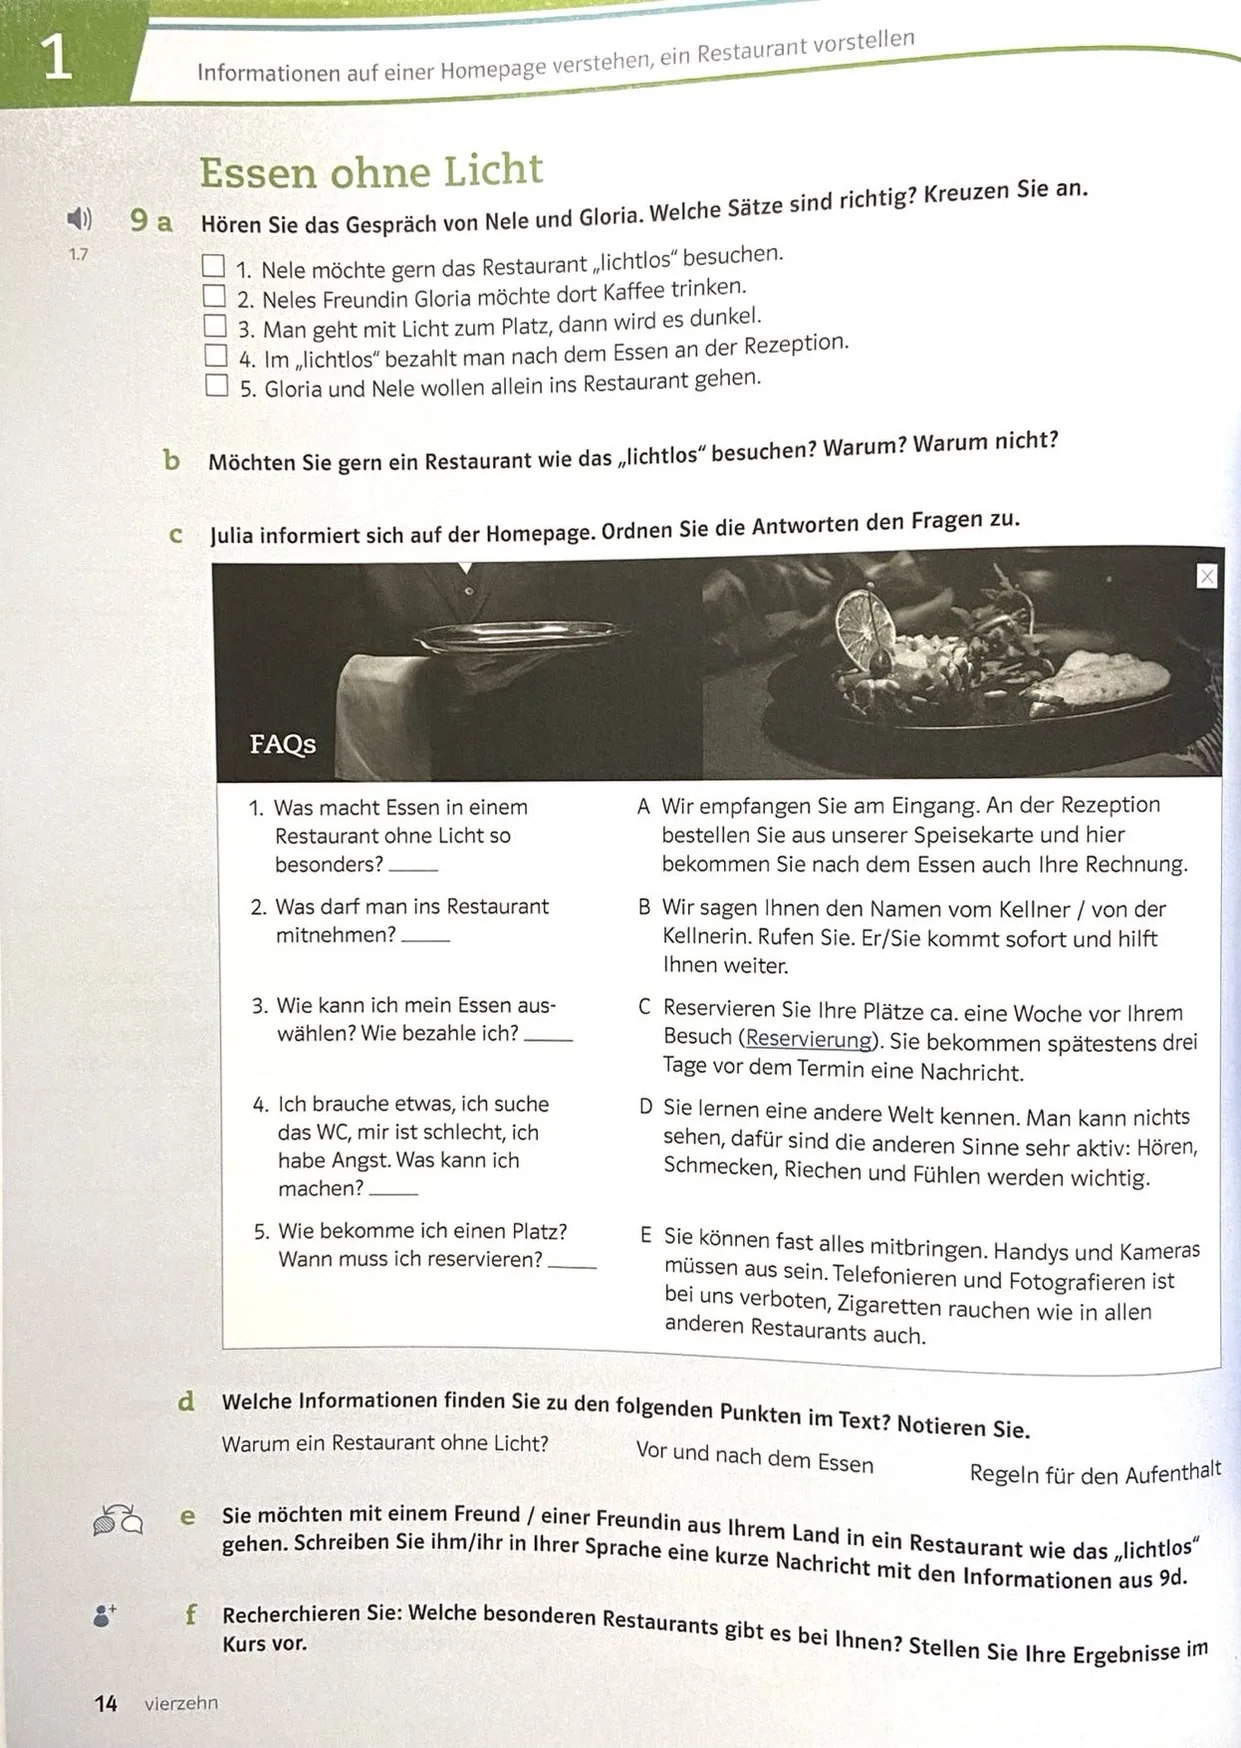 1
Informationen auf einer Homepage verstehen, ein Restaurant vorstellen
Essen ohne Licht
1.7
9 a Hören Sie das Gespräch von Nele und Gloria. Welche Sätze sind richtig? Kreuzen Sie an.
1. Nele möchte gern das Restaurant „lichtlos“ besuchen.
2. Neles Freundin Gloria möchte dort Kaffee trinken.
3. Man geht mit Licht zum Platz, dann wird es dunkel.
4. Im „lichtlos“ bezahlt man nach dem Essen an der Rezeption.
5. Gloria und Nele wollen allein ins Restaurant gehen.
b Möchten Sie gern ein Restaurant wie das „lichtlos“ besuchen? Warum? Warum nicht?
c Julia informiert sich auf der Homepage. Ordnen Sie die Antworten den Fragen zu.
FAQs
1. Was macht Essen in einem
Restaurant ohne Licht so
besonders? ____
2. Was darf man ins Restaurant
mitnehmen? ____
3. Wie kann ich mein Essen aus-
wählen? Wie bezahle ich? ____
4. Ich brauche etwas, ich suche
das WC, mir ist schlecht, ich
habe Angst. Was kann ich
machen? ____
5. Wie bekomme ich einen Platz?
Wann muss ich reservieren? ____
A Wir empfangen Sie am Eingang. An der Rezeption
bestellen Sie aus unserer Speisekarte und hier
bekommen Sie nach dem Essen auch Ihre Rechnung.
B Wir sagen Ihnen den Namen vom Kellner / von der
Kellnerin. Rufen Sie. Er/Sie kommt sofort und hilft
Ihnen weiter.
C Reservieren Sie Ihre Plätze ca. eine Woche vor Ihrem
Besuch (Reservierung). Sie bekommen spätestens drei
Tage vor dem Termin eine Nachricht.
D Sie lernen eine andere Welt kennen. Man kann nichts
sehen, dafür sind die anderen Sinne sehr aktiv: Hören,
Schmecken, Riechen und Fühlen werden wichtig.
E Sie können fast alles mitbringen. Handys und Kameras
müssen aus sein. Telefonieren und Fotografieren ist
bei uns verboten, Zigaretten rauchen wie in allen
anderen Restaurants auch.
d Welche Informationen finden Sie zu den folgenden Punkten im Text? Notieren Sie.
Warum ein Restaurant ohne Licht? Vor und nach dem Essen Regeln für den Aufenthalt
e Sie möchten mit einem Freund / einer Freundin aus Ihrem Land in ein Restaurant wie das „lichtlos“
gehen. Schreiben Sie ihm/ihr in Ihrer Sprache eine kurze Nachricht mit den Informationen aus 9d.
f Recherchieren Sie: Welche besonderen Restaurants gibt es bei Ihnen? Stellen Sie Ihre Ergebnisse im
Kurs vor.
14 vierzehn